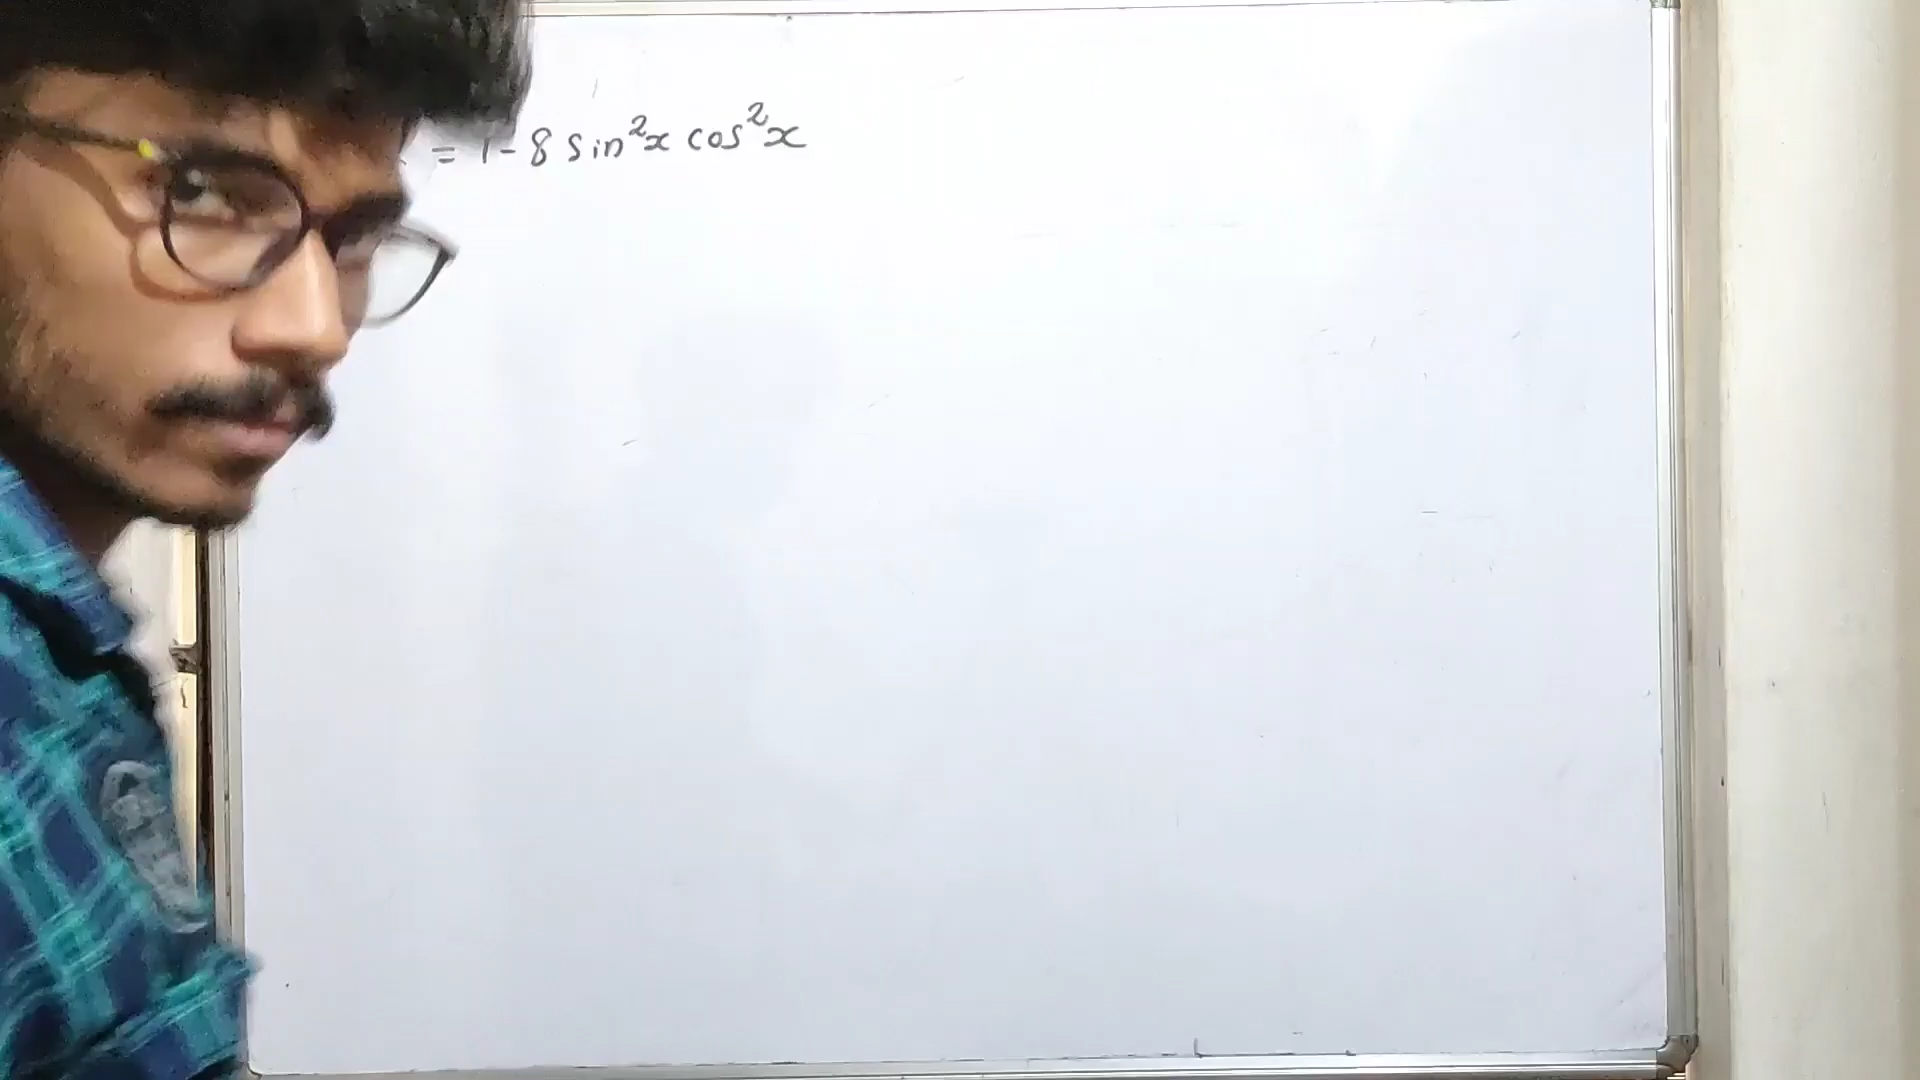 = 1 - 8 sin²x cos²x